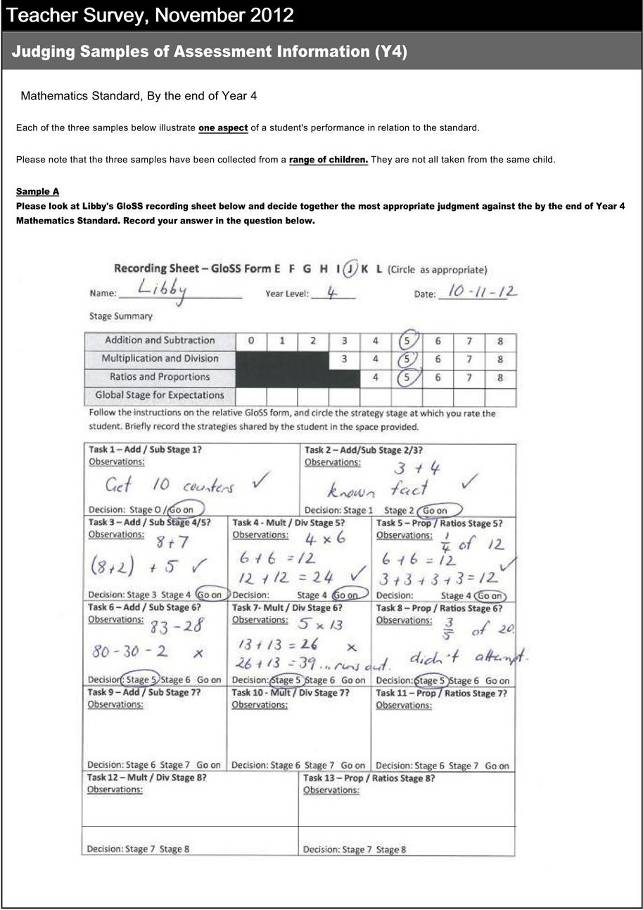 Teacher Survey, November 2012
Judging Samples of Assessment Information (Y4)
Mathematics Standard, By the end of Year 4
Each of the three samples below illustrate one aspect of a student's performance in relation to the standard.
Please note that the three samples have been collected from a range of children. They are not all taken from the same child.
Sample A
Please look at Libby's GloSS recording sheet below and decide together the most appropriate judgment against the by the end of Year 4
Mathematics Standard. Record your answer in the question below.
Recording Sheet – GloSS Form E F G H I J K L (Circle as appropriate)
Name: Libby Year Level: 4 Date: 10-11-12
Stage Summary
Addition and Subtraction 0 1 2 3 4 5 6 7 8
Multiplication and Division 3 4 5 6 7 8
Ratios and Proportions 4 5 6 7 8
Global Stage for Expectations
Follow the instructions on the relative GloSS form, and circle the strategy stage at which you rate the
student. Briefly record the strategies shared by the student in the space provided.
Task 1 – Add / Sub Stage 1?
Observations:
Get 10 counters ✓
Decision: Stage 0 / Go on
Task 2 – Add/Sub Stage 2/3?
Observations:
3 + 4
known fact ✓
Decision: Stage 1 Stage 2 Go on
Task 3 – Add / Sub Stage 4/5?
Observations:
8+7
(8+2) + 5 ✓
Decision: Stage 3 Stage 4 Go on
Task 4 - Mult / Div Stage 5?
Observations: 4 × 6
6+6 =12
12 + 12 = 24 ✓
Decision: Stage 4 Go on
Task 5 – Prop / Ratios Stage 5?
Observations: 1/4 of 12
6 + 6 = 12
3+3+3+3=12 ✓
Decision: Stage 4 Go on
Task 6 – Add / Sub Stage 6?
Observations: 83-28
80-30-2 ×
Decision: Stage 5 Stage 6 Go on
Task 7- Mult / Div Stage 6?
Observations: 5 × 13
13+13=26 ×
26+13=39... runs out.
Decision: Stage 5 Stage 6 Go on
Task 8 – Prop / Ratios Stage 6?
Observations: 3/5 of 20.
didn't attempt.
Decision: Stage 5 Stage 6 Go on
Task 9 – Add / Sub Stage 7?
Observations:
Decision: Stage 6 Stage 7 Go on
Task 10 - Mult / Div Stage 7?
Observations:
Decision: Stage 6 Stage 7 Go on
Task 11 – Prop / Ratios Stage 7?
Observations:
Decision: Stage 6 Stage 7 Go on
Task 12 – Mult / Div Stage 8?
Observations:
Decision: Stage 7 Stage 8
Task 13 – Prop / Ratios Stage 8?
Observations:
Decision: Stage 7 Stage 8